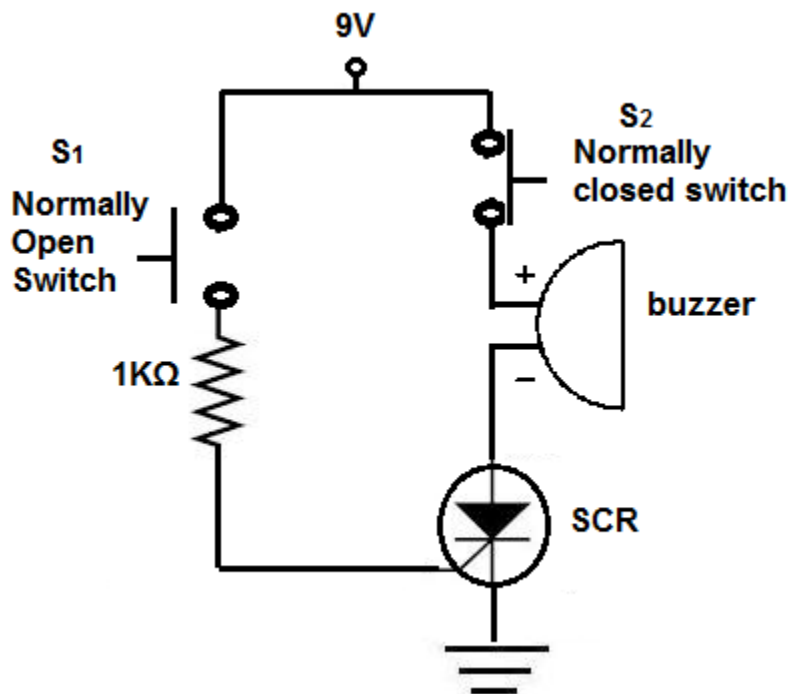 9V
S1
Normally
Open
Switch
S2
Normally
closed switch
+
buzzer
−
1KΩ
SCR